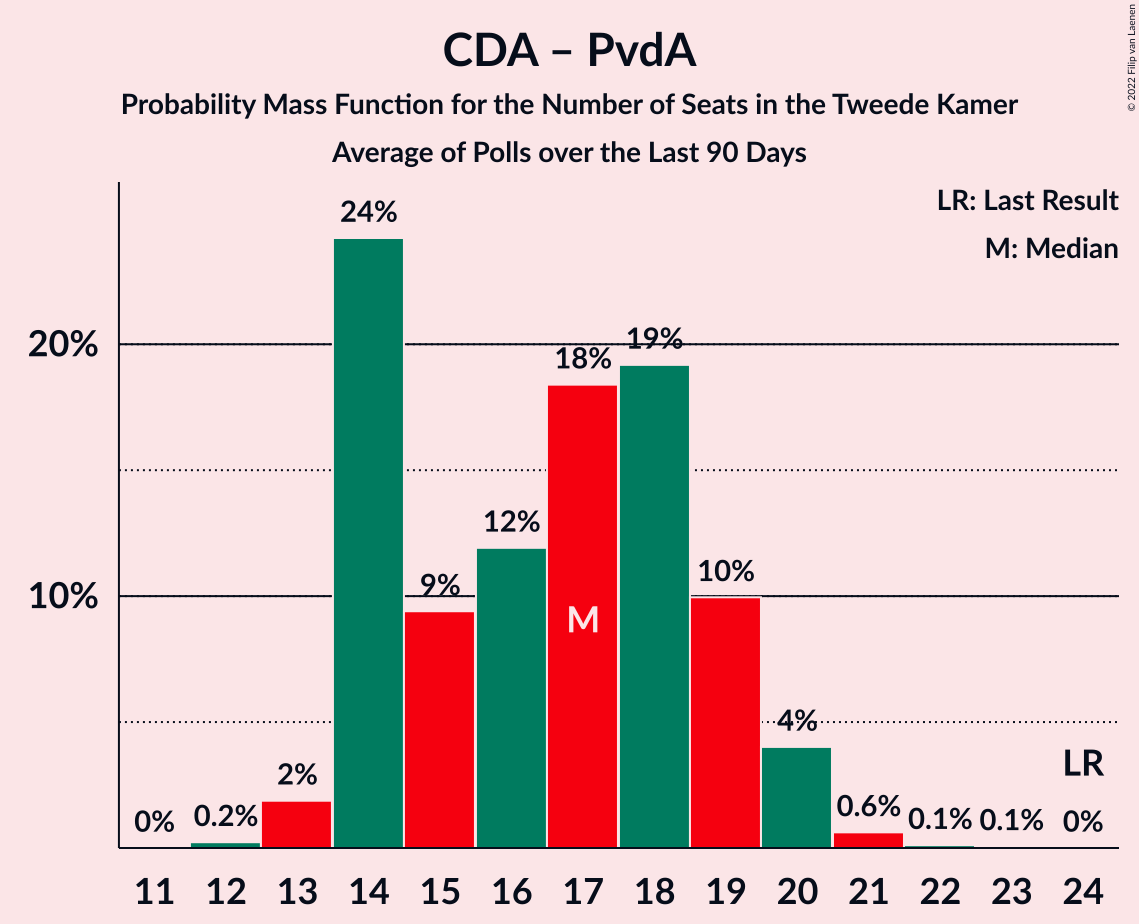 CDA – PvdA
Probability Mass Function for the Number of Seats in the Tweede Kamer
Average of Polls over the Last 90 Days
© 2022 Filip van Laenen
LR: Last Result
M: Median
24%
20%
19%
18%
12%
10%
9%
10%
M
4%
LR
2%
0%
0.2%
0.6%
0.1%
0.1%
0%
11 12 13 14 15 16 17 18 19 20 21 22 23 24